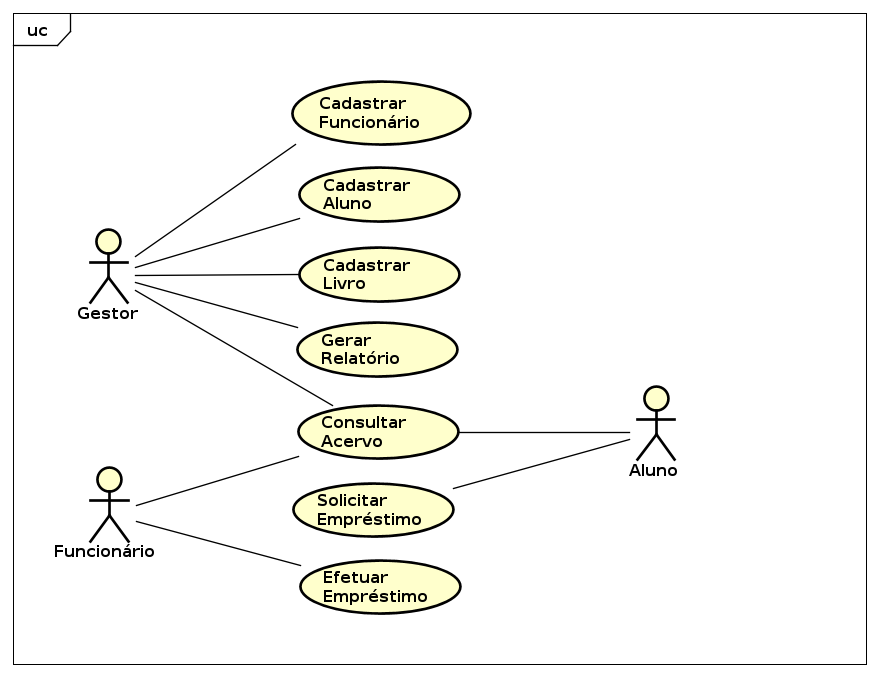 uc
Cadastrar
Funcionário
Cadastrar
Aluno
Cadastrar
Livro
Gestor
Gerar
Relatório
Consultar
Acervo
Aluno
Solicitar
Empréstimo
Funcionário
Efetuar
Empréstimo